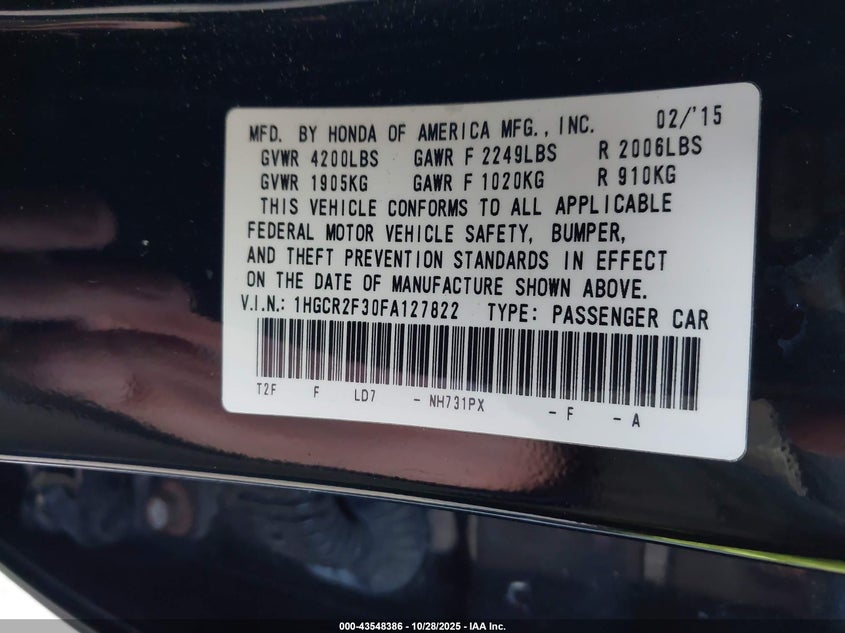 MFD. BY HONDA OF AMERICA MFG., INC. 02/'15
GVWR 4200LBS GAWR F 2249LBS R 2006LBS
GVWR 1905KG GAWR F 1020KG R 910KG
THIS VEHICLE CONFORMS TO ALL APPLICABLE
FEDERAL MOTOR VEHICLE SAFETY, BUMPER,
AND THEFT PREVENTION STANDARDS IN EFFECT
ON THE DATE OF MANUFACTURE SHOWN ABOVE.
V.I.N.: 1HGCR2F30FA127822 TYPE: PASSENGER CAR
T2F F LD7 - NH731PX - F - A
000-43548386 - 10/28/2025 - IAA Inc.